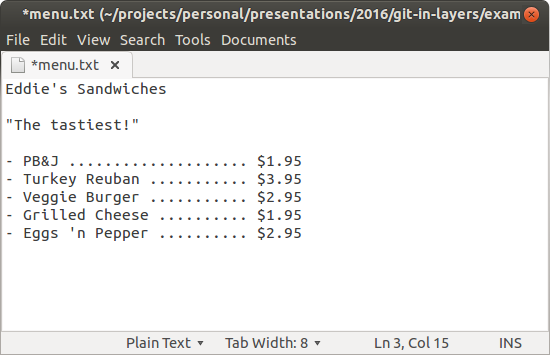 *menu.txt (~/projects/personal/presentations/2016/git-in-layers/exam
File Edit View Search Tools Documents
*menu.txt
Eddie's Sandwiches
"The tastiest!"
- PB&J .................... $1.95
- Turkey Reuban ........... $3.95
- Veggie Burger ........... $2.95
- Grilled Cheese .......... $1.95
- Eggs 'n Pepper .......... $2.95
Plain Text Tab Width: 8 Ln 3, Col 15 INS